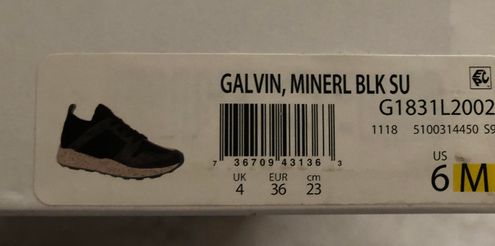 GALVIN, MINERL BLK SU
G1831L2002
1118 5100314450 S9
7 36709 43136 3
UK EUR cm
4 36 23
US
6 M